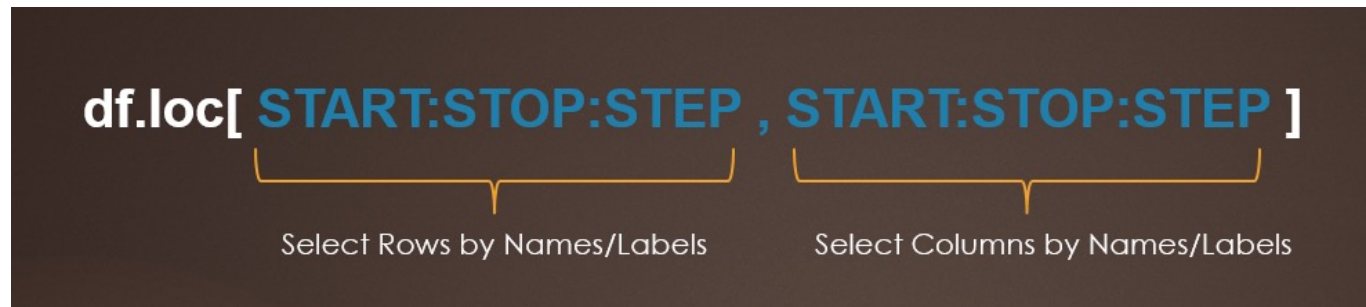 df.loc[ START:STOP:STEP , START:STOP:STEP ]
Select Rows by Names/Labels Select Columns by Names/Labels